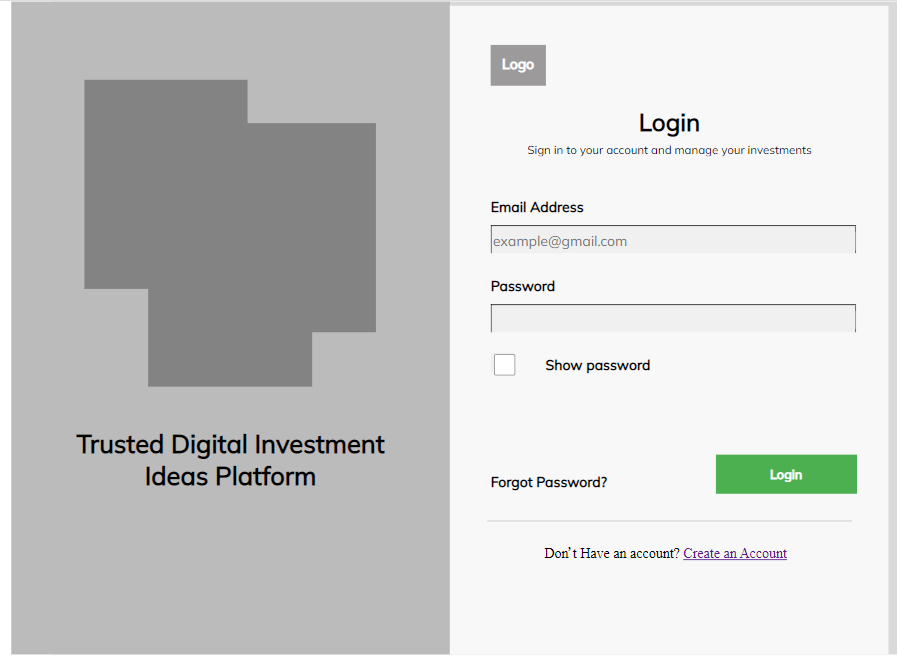 Logo
Login
Sign in to your account and manage your investments
Email Address
example@gmail.com
Password
Show password
Trusted Digital Investment
Ideas Platform
Forgot Password?
Login
Don't Have an account? Create an Account